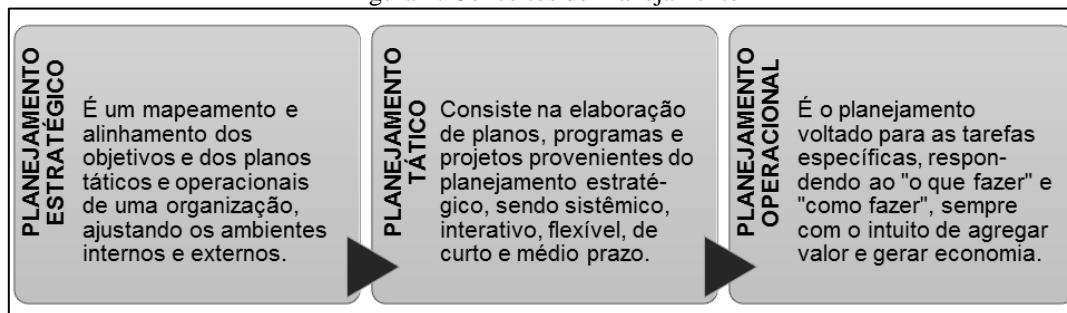 PLANEJAMENTO
ESTRATÉGICO
É um mapeamento e
alinhamento dos
objetivos e dos planos
táticos e operacionais
de uma organização,
ajustando os ambientes
internos e externos.
PLANEJAMENTO
TÁTICO
Consiste na elaboração
de planos, programas e
projetos provenientes do
planejamento estraté-
gico, sendo sistêmico,
interativo, flexível, de
curto e médio prazo.
PLANEJAMENTO
OPERACIONAL
É o planejamento
voltado para as tarefas
específicas, respon-
dendo ao "o que fazer" e
"como fazer", sempre
com o intuito de agregar
valor e gerar economia.